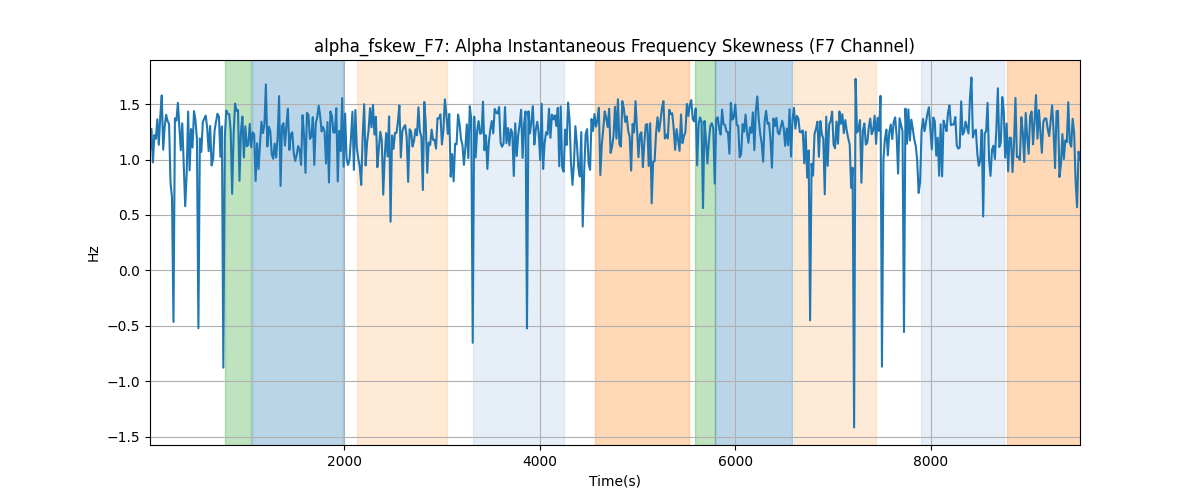 alpha_fskew_F7: Alpha Instantaneous Frequency Skewness (F7 Channel)
1.5
1.0
0.5
0.0
−0.5
−1.0
−1.5
Hz
2000 4000 6000 8000
Time(s)